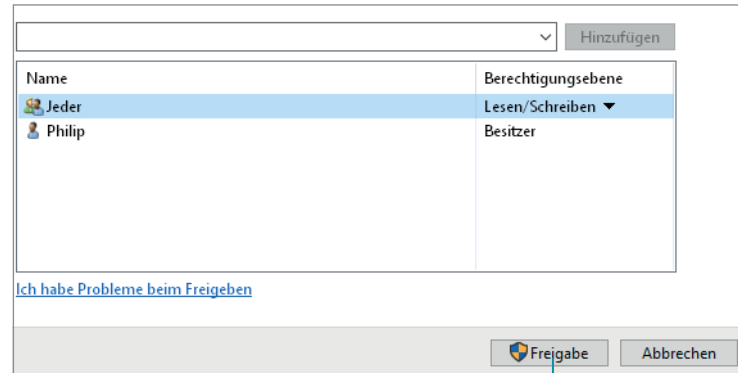 Hinzufügen
Name Berechtigungsebene
Jeder Lesen/Schreiben
Philip Besitzer
Ich habe Probleme beim Freigeben
Freigabe Abbrechen